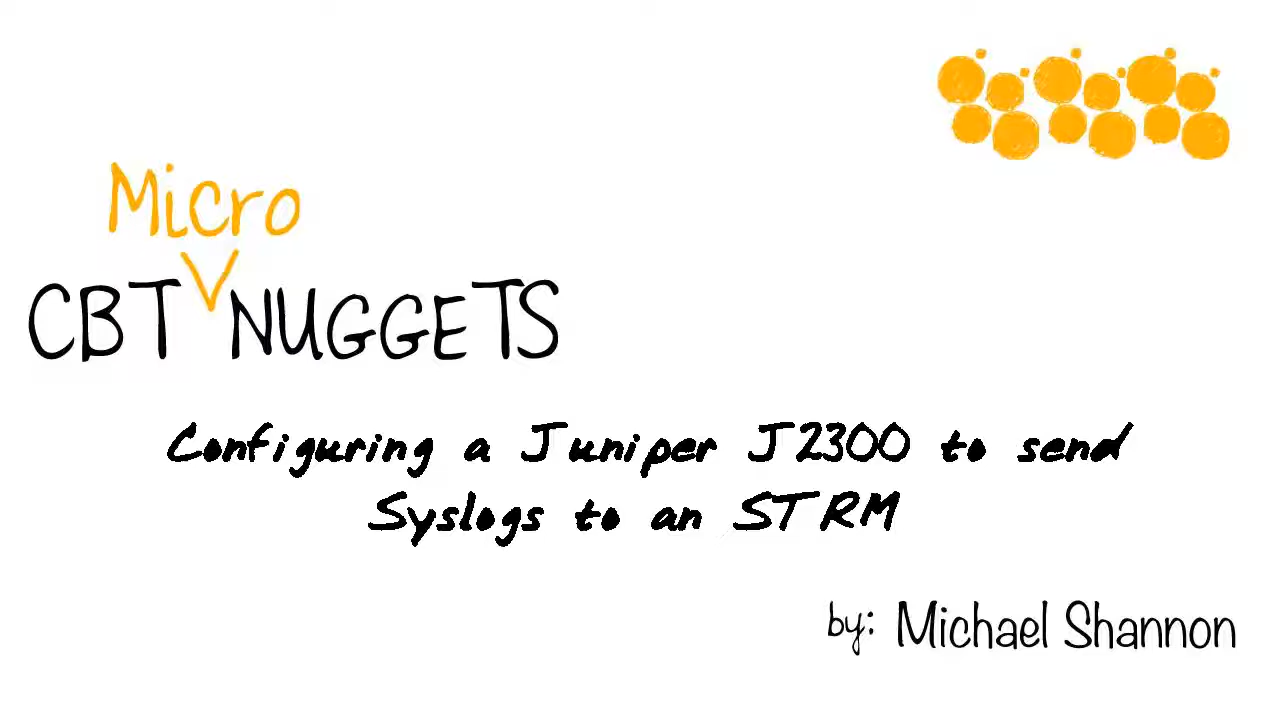 Micro
CBT NUGGETS
Configuring a Juniper J2300 to send
Syslogs to an STRM
by: Michael Shannon